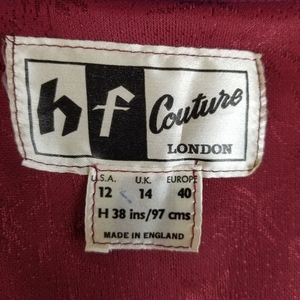 hf Couture
LONDON
U.S.A. U.K. EUROPE
12 14 40
H 38 ins/97 cms
MADE IN ENGLAND